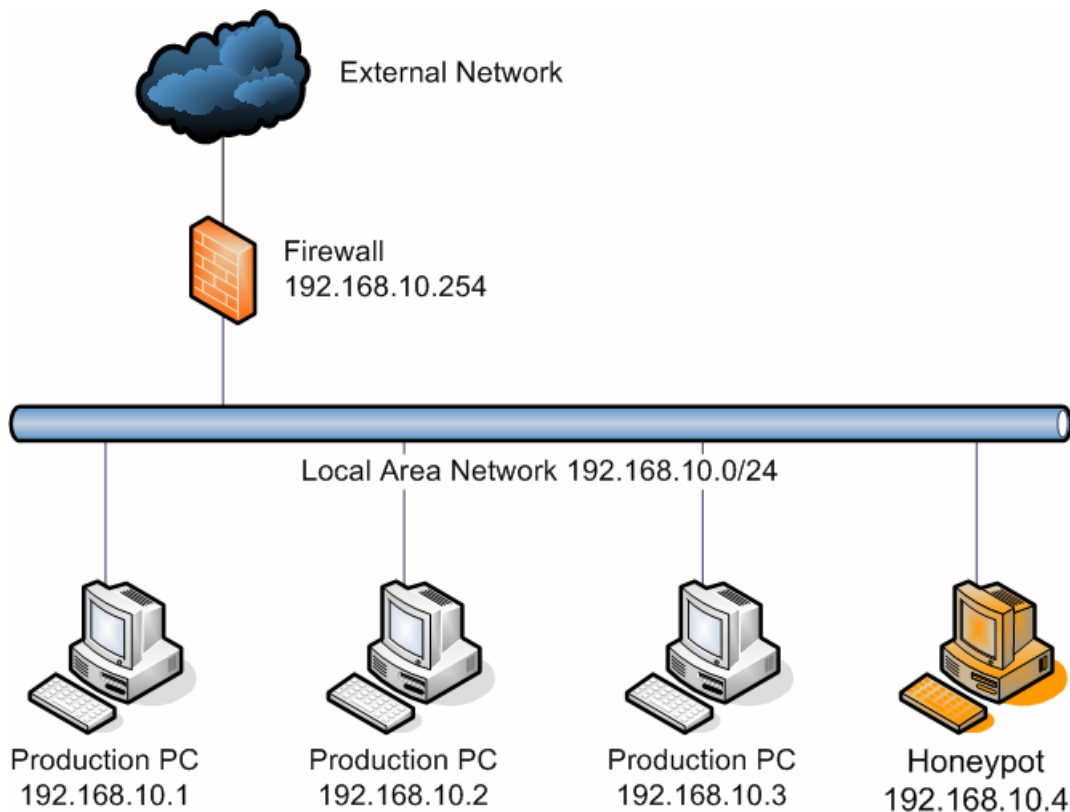 External Network
Firewall
192.168.10.254
Local Area Network 192.168.10.0/24
Production PC
192.168.10.1
Production PC
192.168.10.2
Production PC
192.168.10.3
Honeypot
192.168.10.4